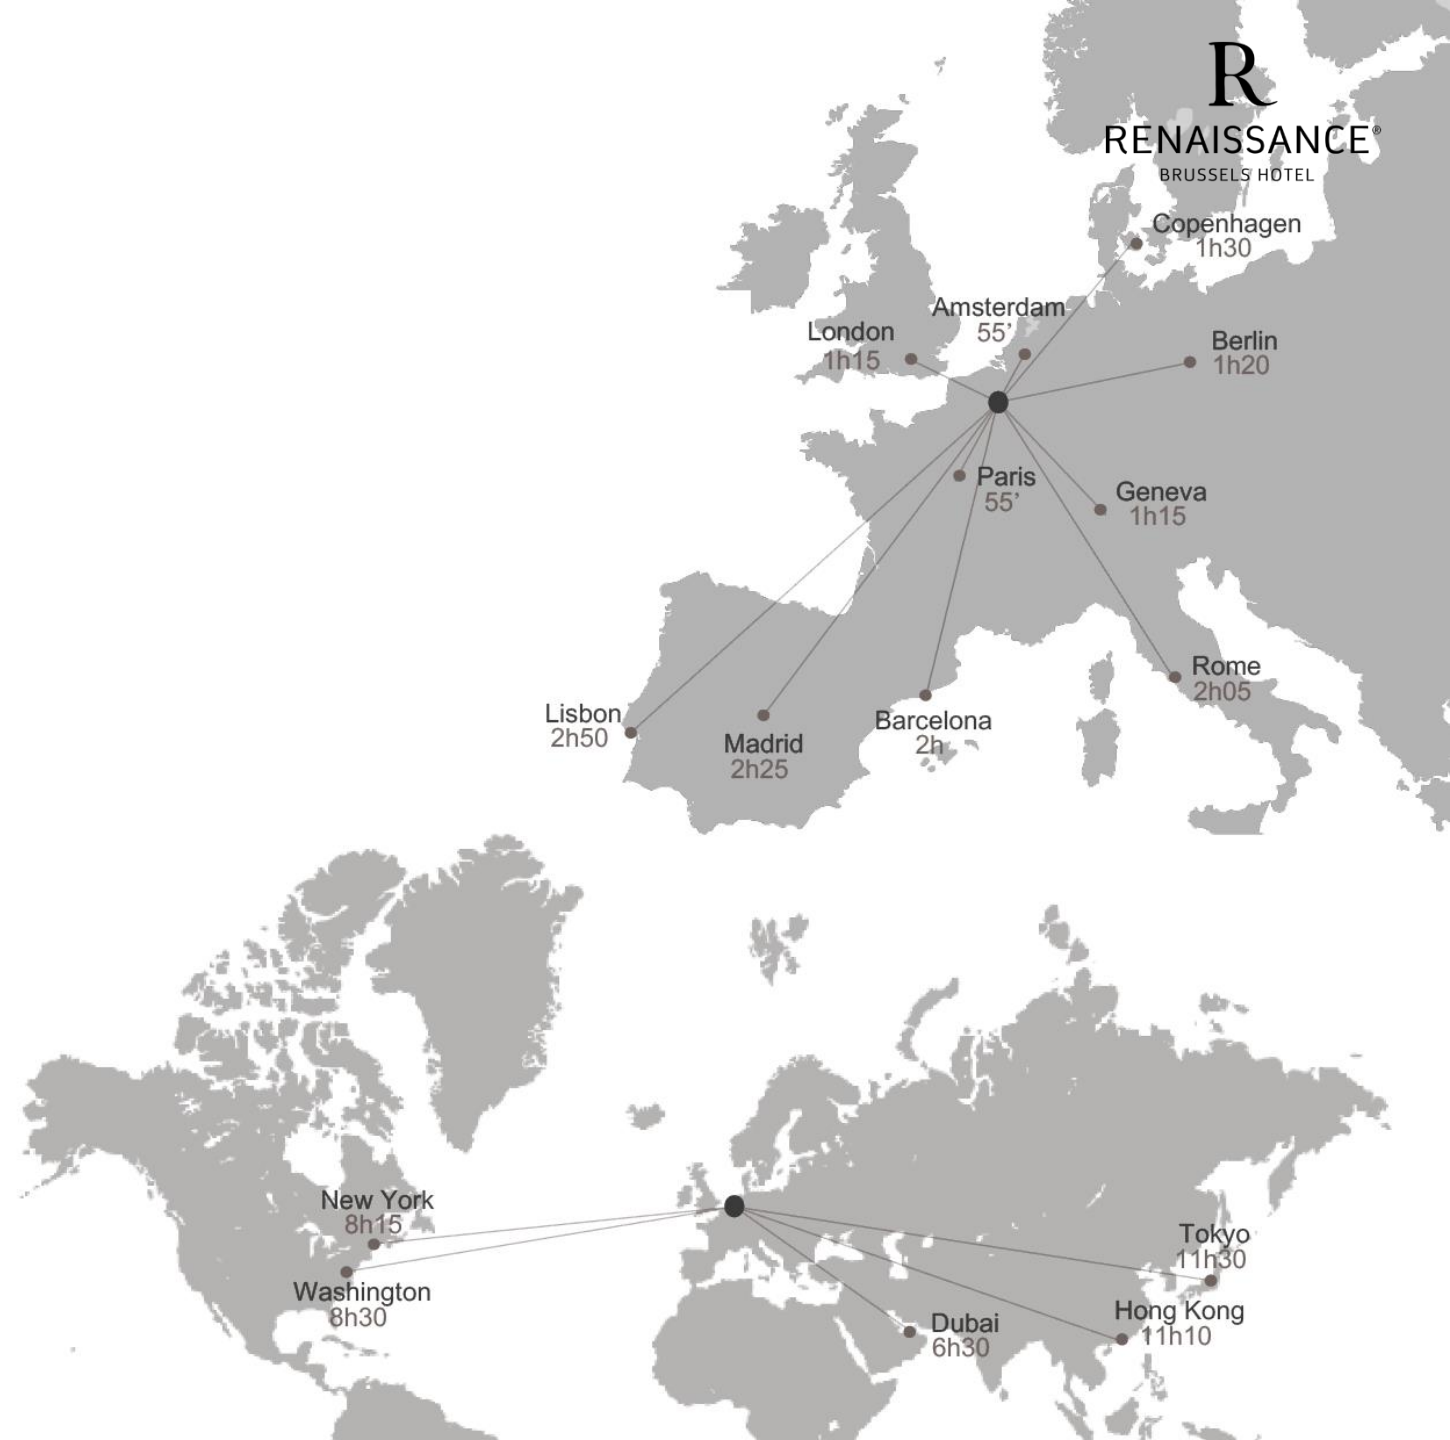 R
RENAISSANCE®
BRUSSELS HOTEL
Copenhagen
1h30
Amsterdam
55’
London
1h15
Berlin
1h20
Paris
55’
Geneva
1h15
Rome
2h05
Lisbon
2h50
Barcelona
2h
Madrid
2h25
New York
8h15
Washington
8h30
Tokyo
11h30
Hong Kong
11h10
Dubai
6h30